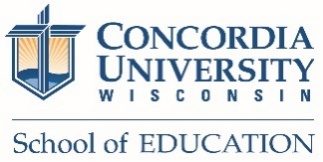 CONCORDIA
UNIVERSITY
WISCONSIN
School of EDUCATION